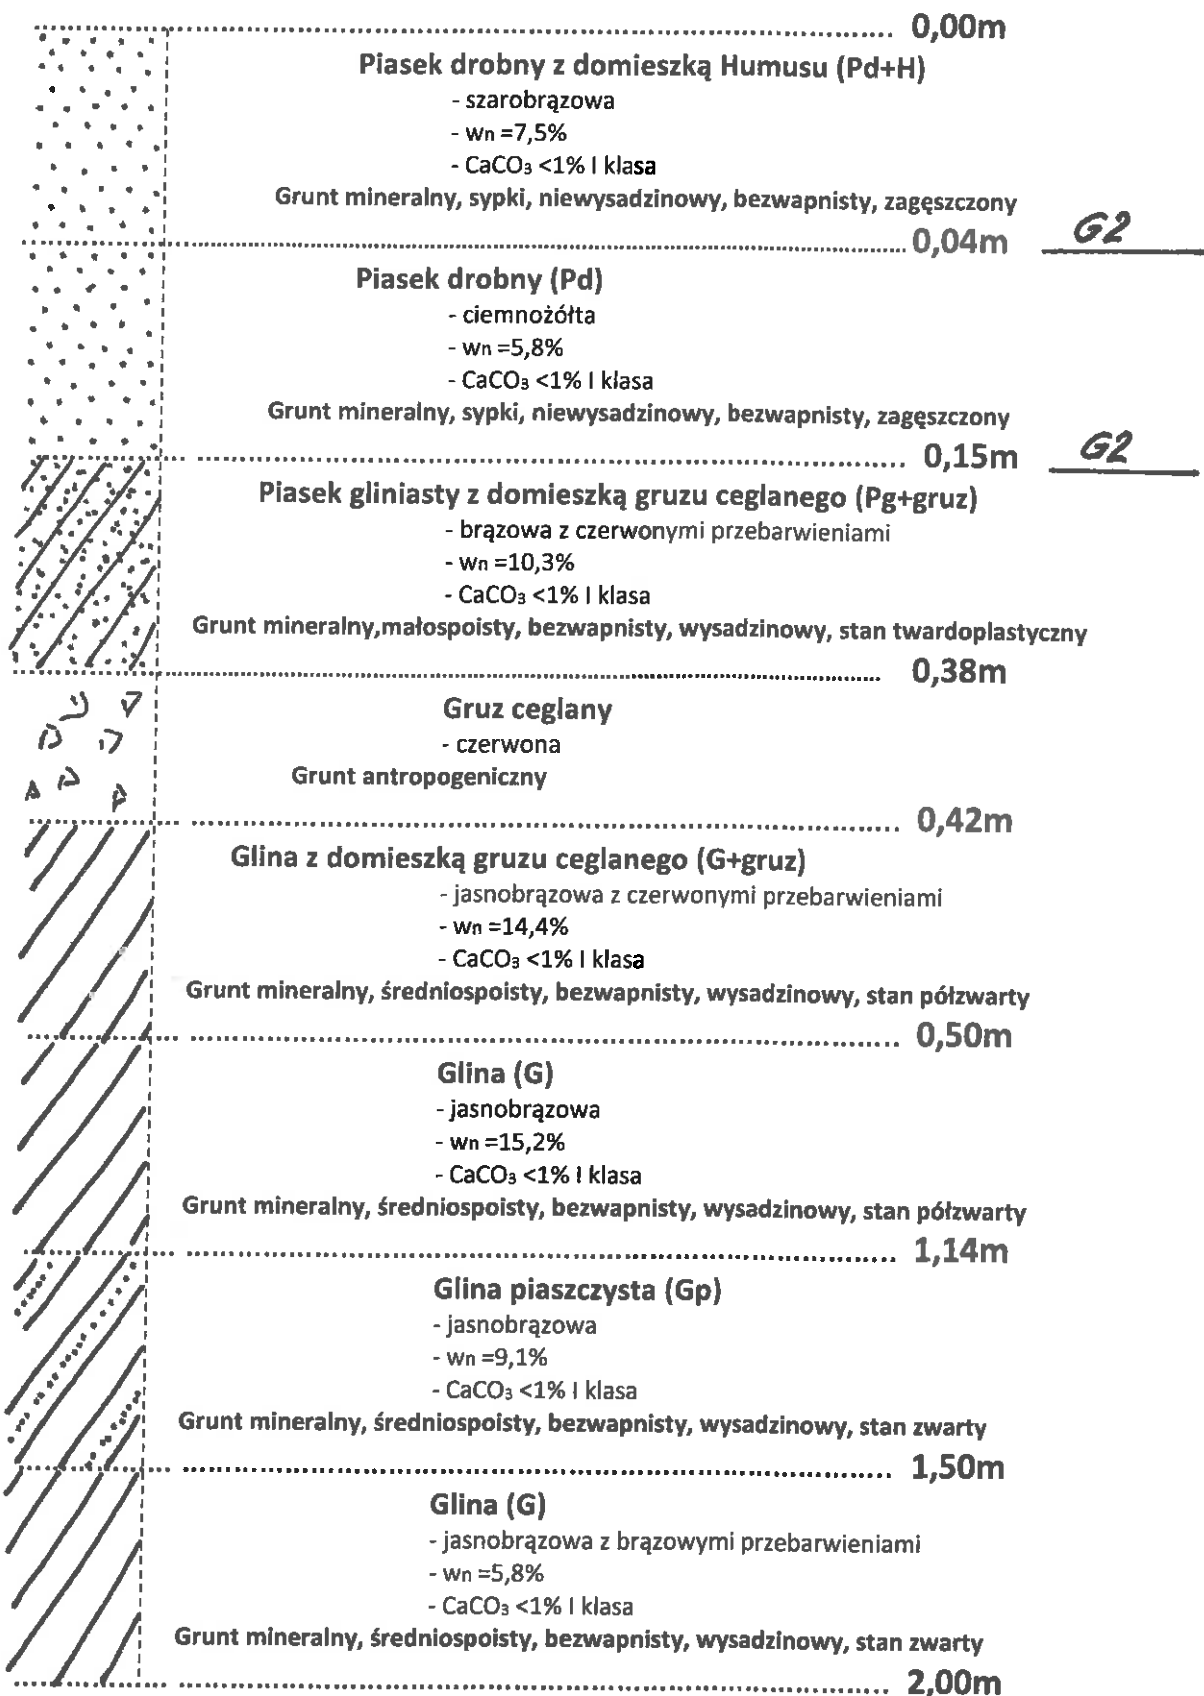 0,00m
Piasek drobny z domieszką Humusu (Pd+H)
- szarobrązowa
- wn =7,5%
- CaCO₃ <1% I klasa
Grunt mineralny, sypki, niewysadzinowy, bezwapnisty, zagęszczony
0,04m G2
Piasek drobny (Pd)
- ciemnożółta
- wn =5,8%
- CaCO₃ <1% I klasa
Grunt mineralny, sypki, niewysadzinowy, bezwapnisty, zagęszczony
0,15m G2
Piasek gliniasty z domieszką gruzu ceglanego (Pg+gruz)
- brązowa z czerwonymi przebarwieniami
- wn =10,3%
- CaCO₃ <1% I klasa
Grunt mineralny,małospoisty, bezwapnisty, wysadzinowy, stan twardoplastyczny
0,38m
Gruz ceglany
- czerwona
Grunt antropogeniczny
0,42m
Glina z domieszką gruzu ceglanego (G+gruz)
- jasnobrązowa z czerwonymi przebarwieniami
- wn =14,4%
- CaCO₃ <1% I klasa
Grunt mineralny, średniospoisty, bezwapnisty, wysadzinowy, stan półzwarty
0,50m
Glina (G)
- jasnobrązowa
- wn =15,2%
- CaCO₃ <1% I klasa
Grunt mineralny, średniospoisty, bezwapnisty, wysadzinowy, stan półzwarty
1,14m
Glina piaszczysta (Gp)
- jasnobrązowa
- wn =9,1%
- CaCO₃ <1% I klasa
Grunt mineralny, średniospoisty, bezwapnisty, wysadzinowy, stan zwarty
1,50m
Glina (G)
- jasnobrązowa z brązowymi przebarwieniami
- wn =5,8%
- CaCO₃ <1% I klasa
Grunt mineralny, średniospoisty, bezwapnisty, wysadzinowy, stan zwarty
2,00m